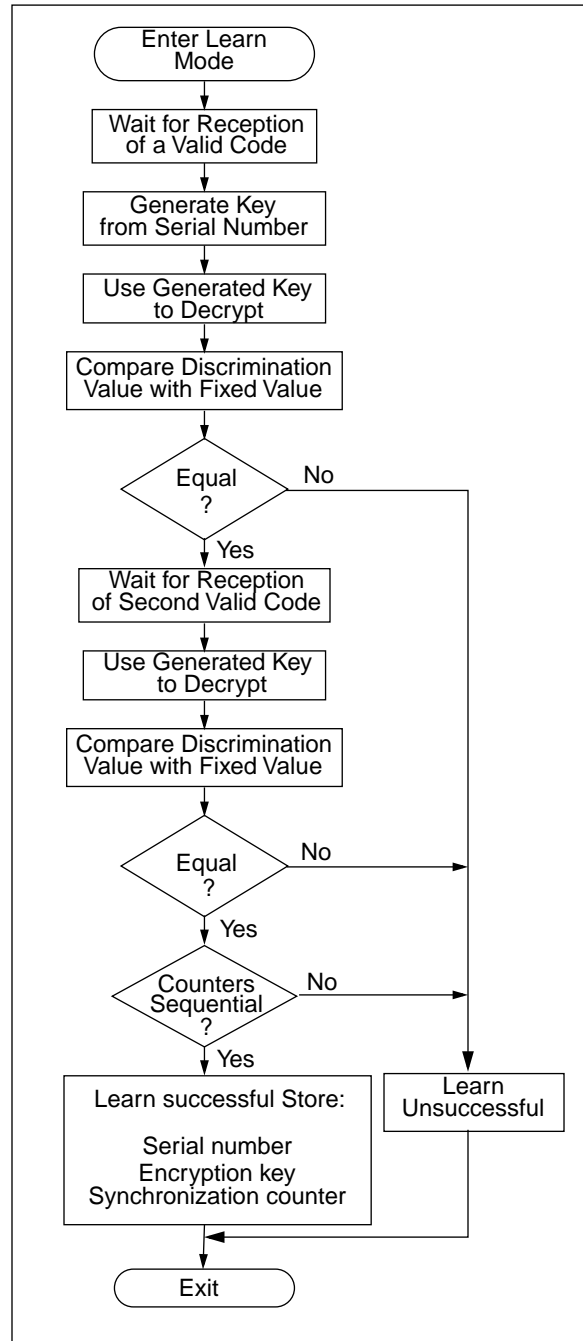 Enter Learn
Mode
Wait for Reception
of a Valid Code
Generate Key
from Serial Number
Use Generated Key
to Decrypt
Compare Discrimination
Value with Fixed Value
Equal
?
No
Yes
Wait for Reception
of Second Valid Code
Use Generated Key
to Decrypt
Compare Discrimination
Value with Fixed Value
Equal
?
No
Yes
Counters
Sequential
?
No
Yes
Learn successful Store:
Serial number
Encryption key
Synchronization counter
Learn
Unsuccessful
Exit